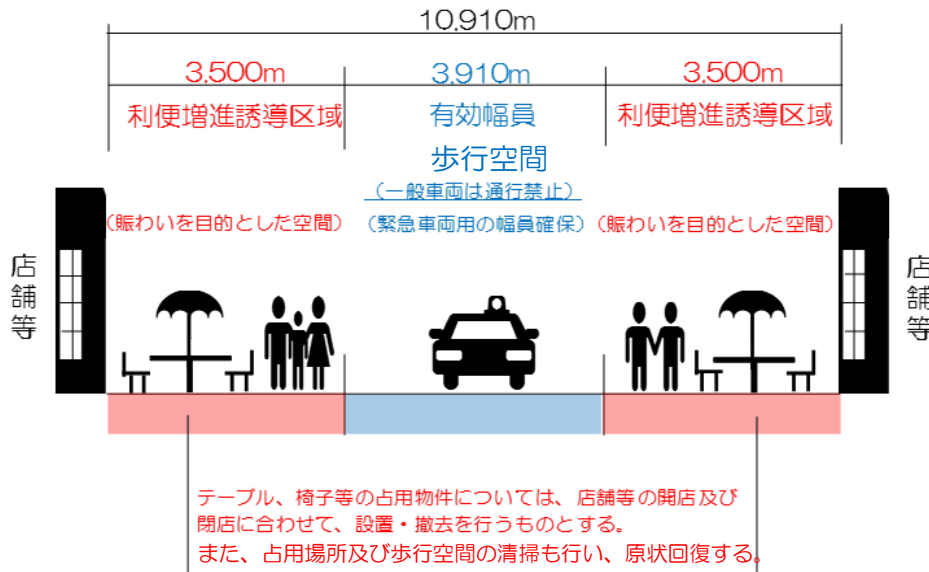 10.910m
3.500m
3.910m
3.500m
利便増進誘導区域
有効幅員
利便増進誘導区域
歩行空間
（一般車両は通行禁止）
（賑わいを目的とした空間）
（緊急車両用の幅員確保）
（賑わいを目的とした空間）
店舗等
店舗等
テーブル、椅子等の占用物件については、店舗等の開店及び
閉店に合わせて、設置・撤去を行うものとする。
また、占用場所及び歩行空間の清掃も行い、原状回復する。